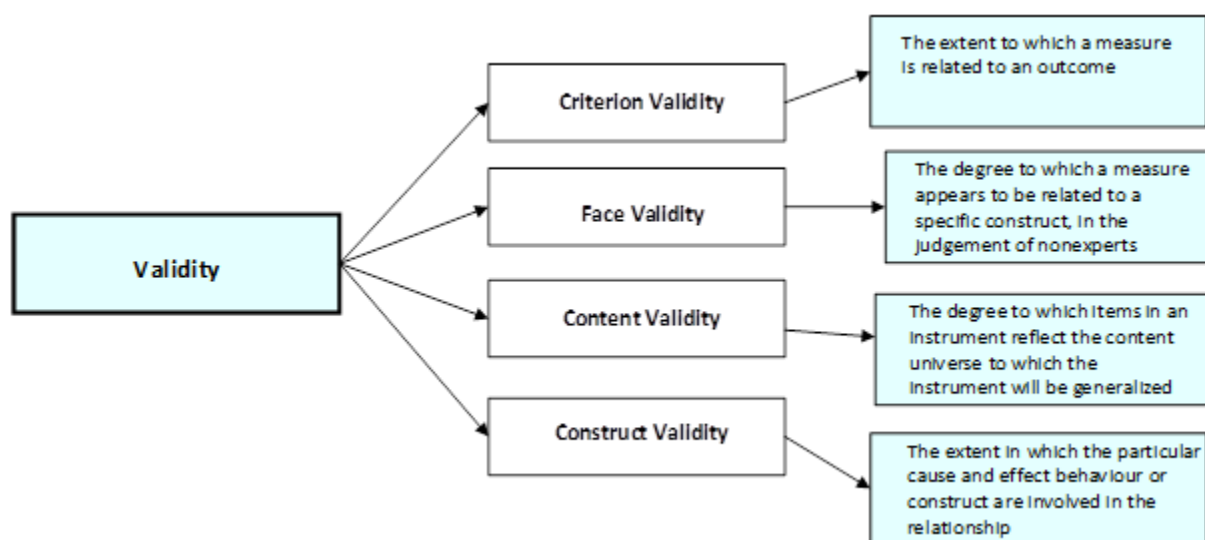 Validity
Criterion Validity
The extent to which a measure
is related to an outcome
Face Validity
The degree to which a measure
appears to be related to a
specific construct, in the
judgement of nonexperts
Content Validity
The degree to which items in an
instrument reflect the content
universe to which the
instrument will be generalized
Construct Validity
The extent in which the particular
cause and effect behaviour or
construct are involved in the
relationship